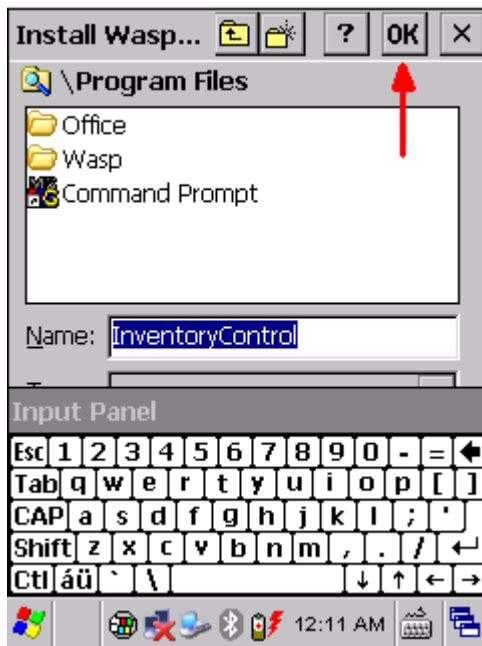 Install Wasp... ? OK ×
\Program Files
Office
Wasp
Command Prompt
Name: InventoryControl
Input Panel
Esc 1 2 3 4 5 6 7 8 9 0 - =
Tab q w e r t y u i o p [ ]
CAP a s d f g h j k l ; '
Shift z x c v b n m , . / ↵
Ctl áü ` \ ↓ ↑ ← →
12:11 AM